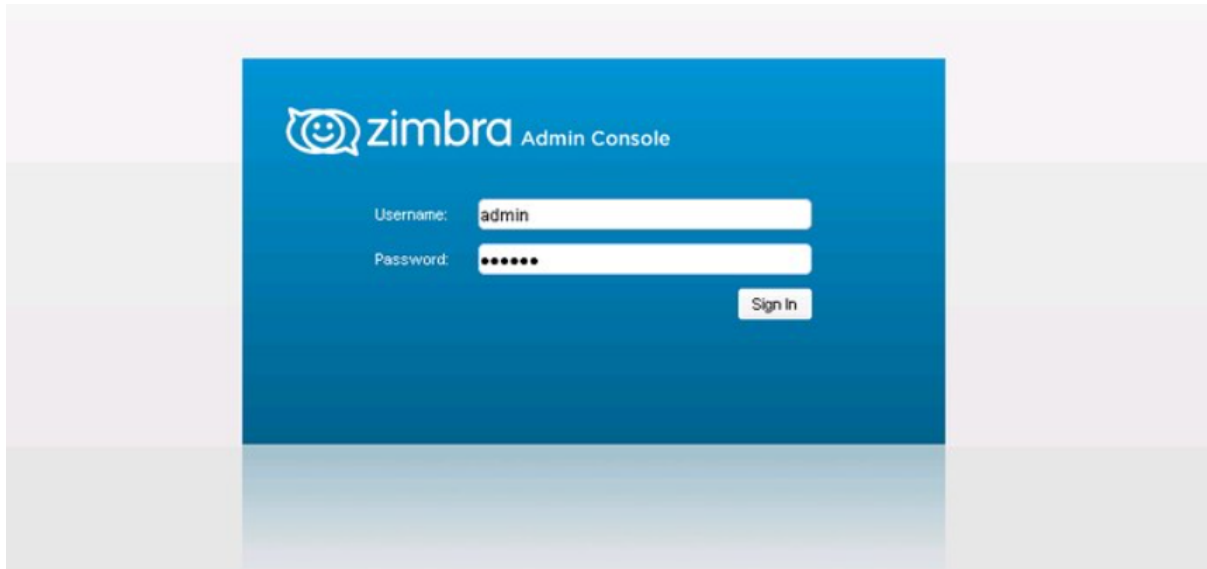 zimbra Admin Console
Username: admin
Password: ••••••
Sign In